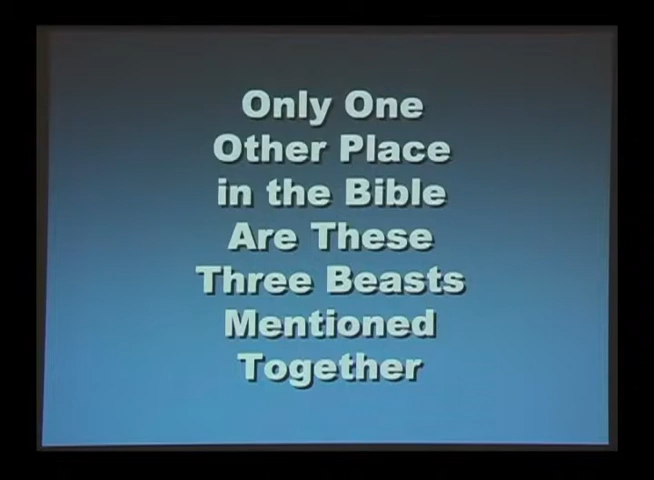 Only One
Other Place
in the Bible
Are These
Three Beasts
Mentioned
Together